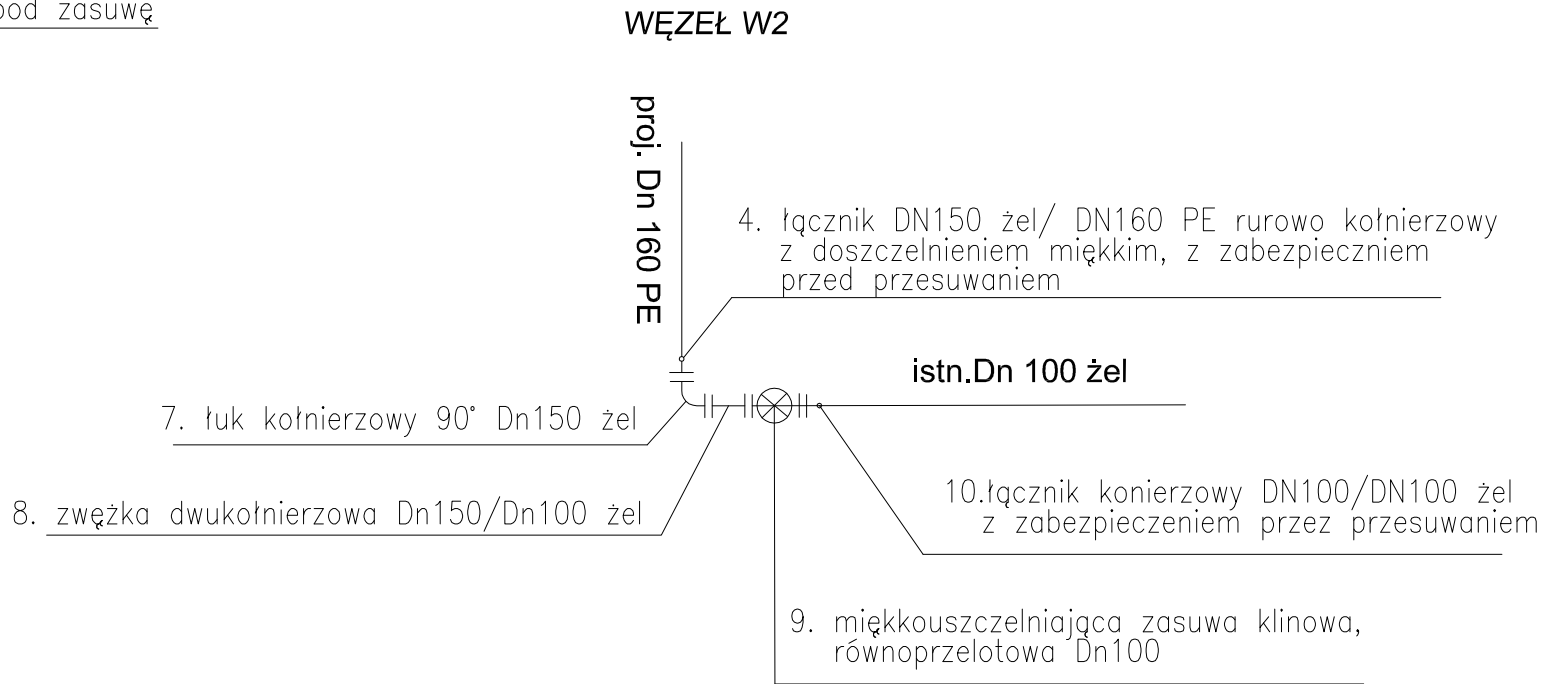 pod zasuwę
WĘZEŁ W2
proj. Dn 160 PE
4. łącznik DN150 żel/ DN160 PE rurowo kołnierzowy
z doszczelnieniem miękkim, z zabezpieczniem
przed przesuwaniem
istn.Dn 100 żel
7. łuk kołnierzowy 90° Dn150 żel
8. zwężka dwukołnierzowa Dn150/Dn100 żel
10.łącznik konierzowy DN100/DN100 żel
z zabezpieczeniem przez przesuwaniem
9. miękkouszczelniająca zasuwa klinowa,
równoprzelotowa Dn100